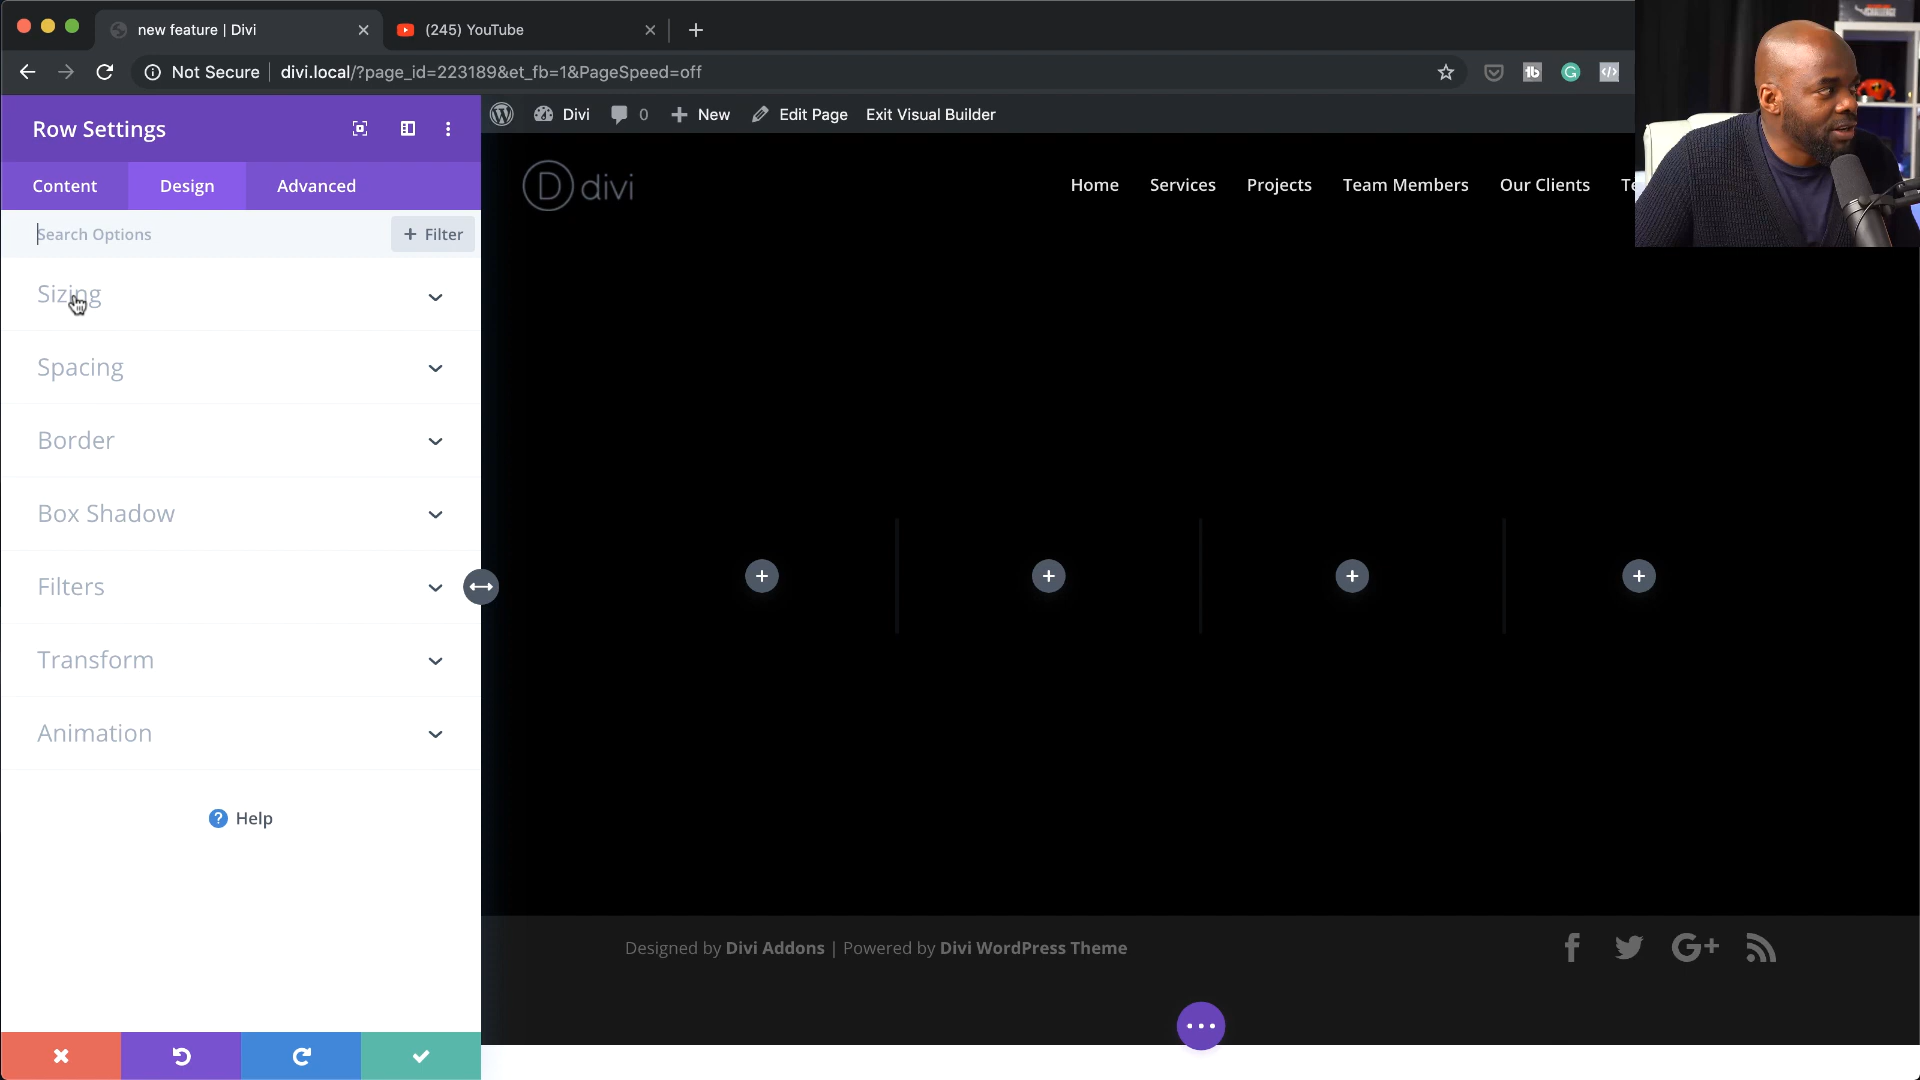 new feature | Divi
(245) YouTube
Not Secure
divi.local/?page_id=223189&et_fb=1&PageSpeed=off
Row Settings
Divi
0
New
Edit Page
Exit Visual Builder
Content
Design
Advanced
D divi
Home
Services
Projects
Team Members
Our Clients
Search Options
+ Filter
Sizing
Spacing
Border
Box Shadow
Filters
Transform
Animation
? Help
Designed by Divi Addons | Powered by Divi WordPress Theme